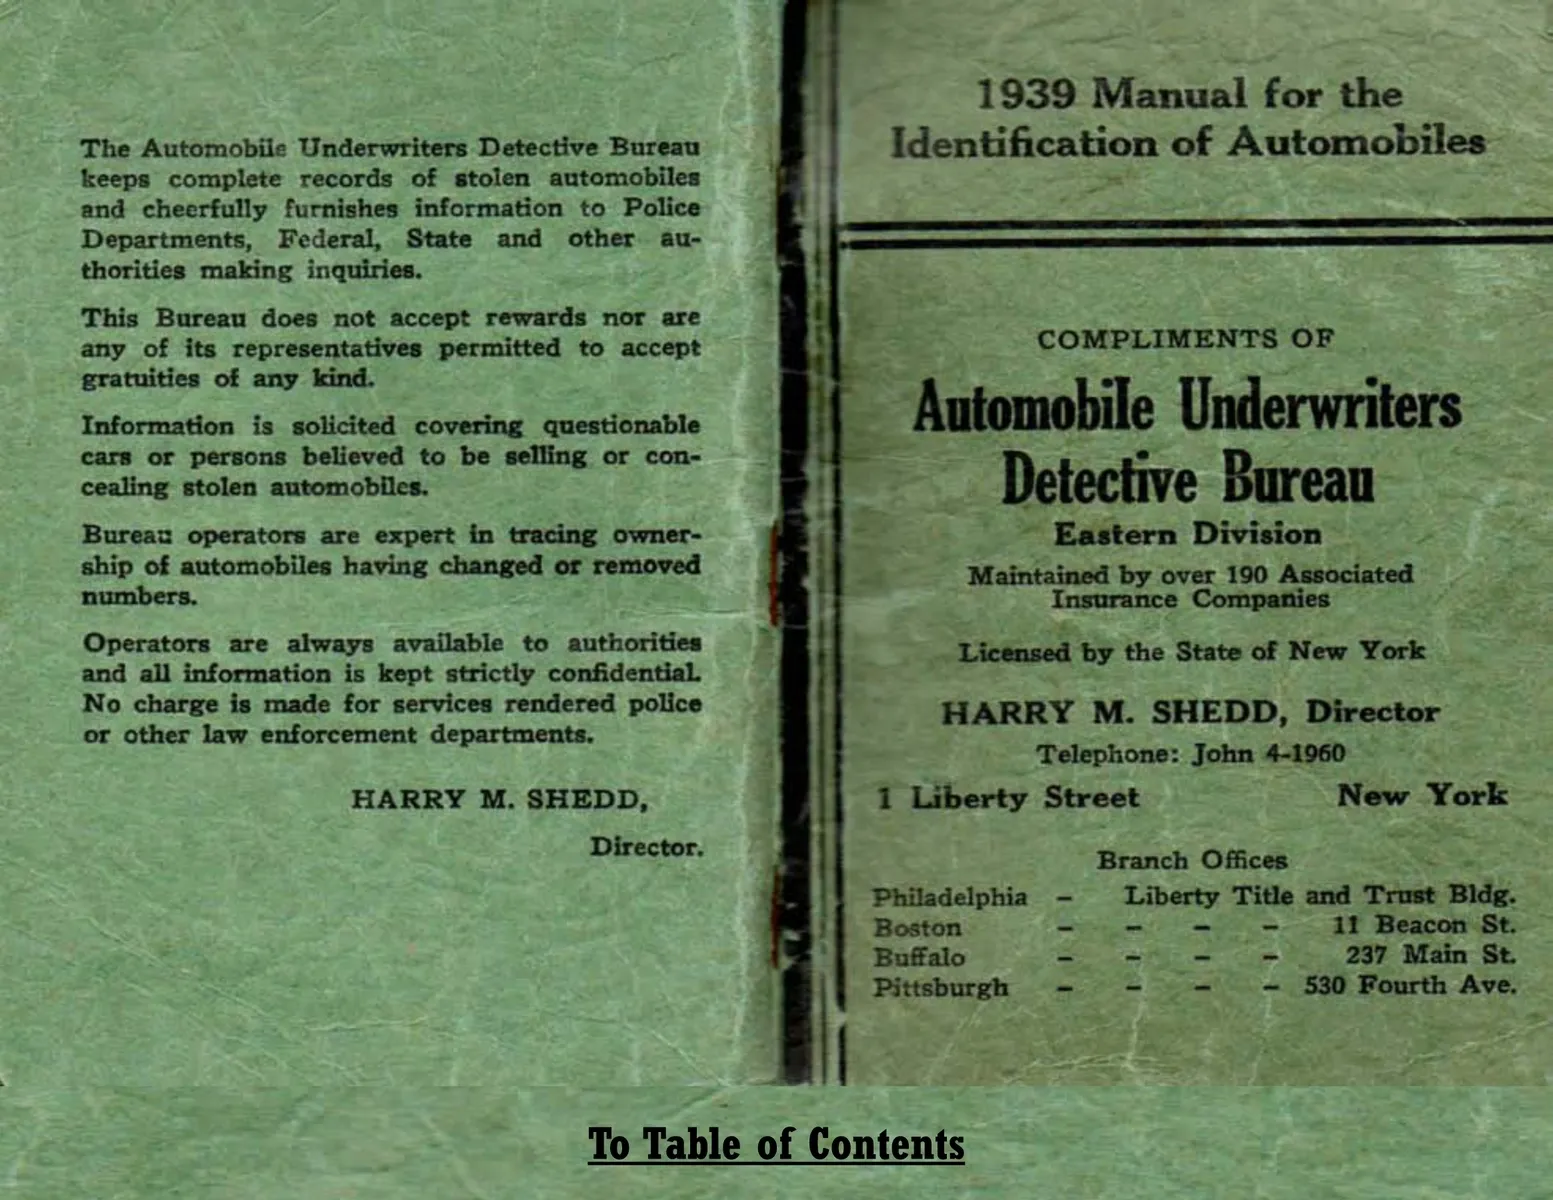 The Automobile Underwriters Detective Bureau
keeps complete records of stolen automobiles
and cheerfully furnishes information to Police
Departments, Federal, State and other au-
thorities making inquiries.
This Bureau does not accept rewards nor are
any of its representatives permitted to accept
gratuities of any kind.
Information is solicited covering questionable
cars or persons believed to be selling or con-
cealing stolen automobiles.
Bureau operators are expert in tracing owner-
ship of automobiles having changed or removed
numbers.
Operators are always available to authorities
and all information is kept strictly confidential.
No charge is made for services rendered police
or other law enforcement departments.
HARRY M. SHEDD,
Director.
1939 Manual for the
Identification of Automobiles
COMPLIMENTS OF
Automobile Underwriters
Detective Bureau
Eastern Division
Maintained by over 190 Associated
Insurance Companies
Licensed by the State of New York
HARRY M. SHEDD, Director
Telephone: John 4-1960
1 Liberty Street New York
Branch Offices
Philadelphia - Liberty Title and Trust Bldg.
Boston - - - - 11 Beacon St.
Buffalo - - - - 237 Main St.
Pittsburgh - - - - 530 Fourth Ave.
To Table of Contents